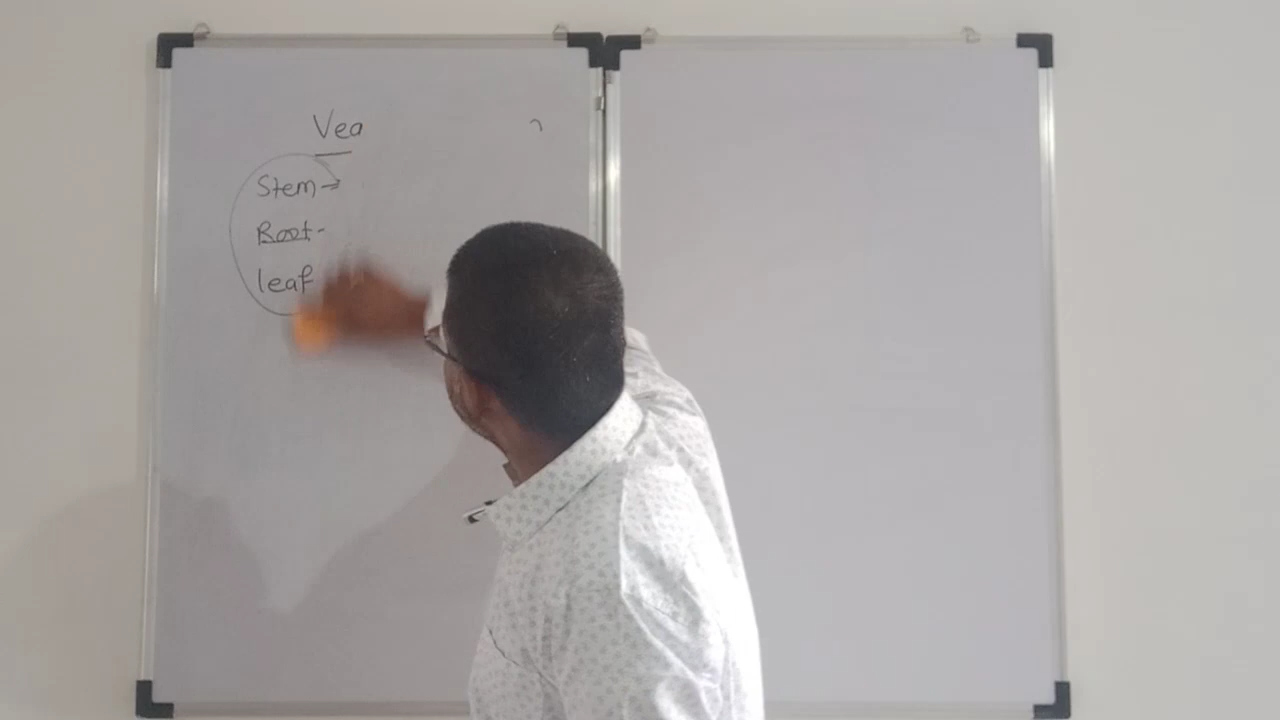 Vea
Stem →
Root-
leaf